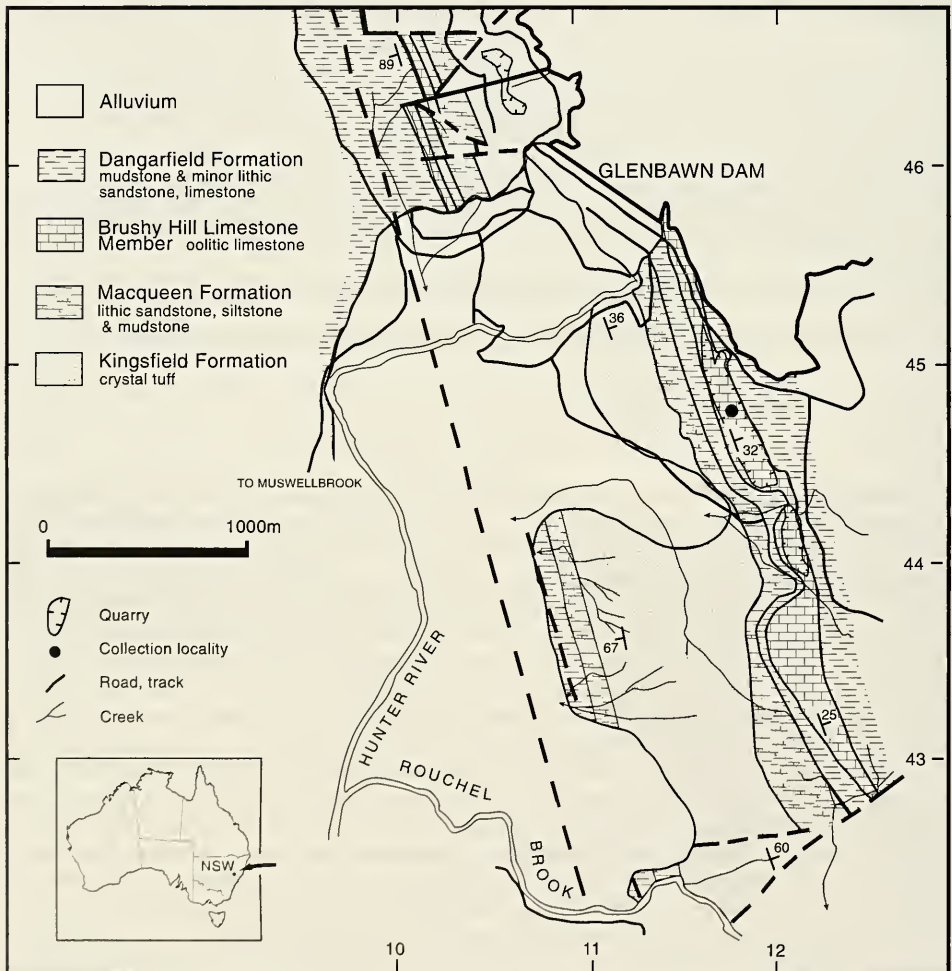 89
Alluvium
46
GLENBAWN DAM
Dangarfield Formation
mudstone & minor lithic
sandstone, limestone
Brushy Hill Limestone
Member oolitic limestone
Macqueen Formation
lithic sandstone, siltstone
& mudstone
36
Kingsfield Formation
crystal tuff
45
32
TO MUSWELLBROOK
0 1000m
44
Quarry
Collection locality
67
Road, track
Creek
HUNTER RIVER
25
43
ROUCHEL
BROOK
60
NSW
10 11 12